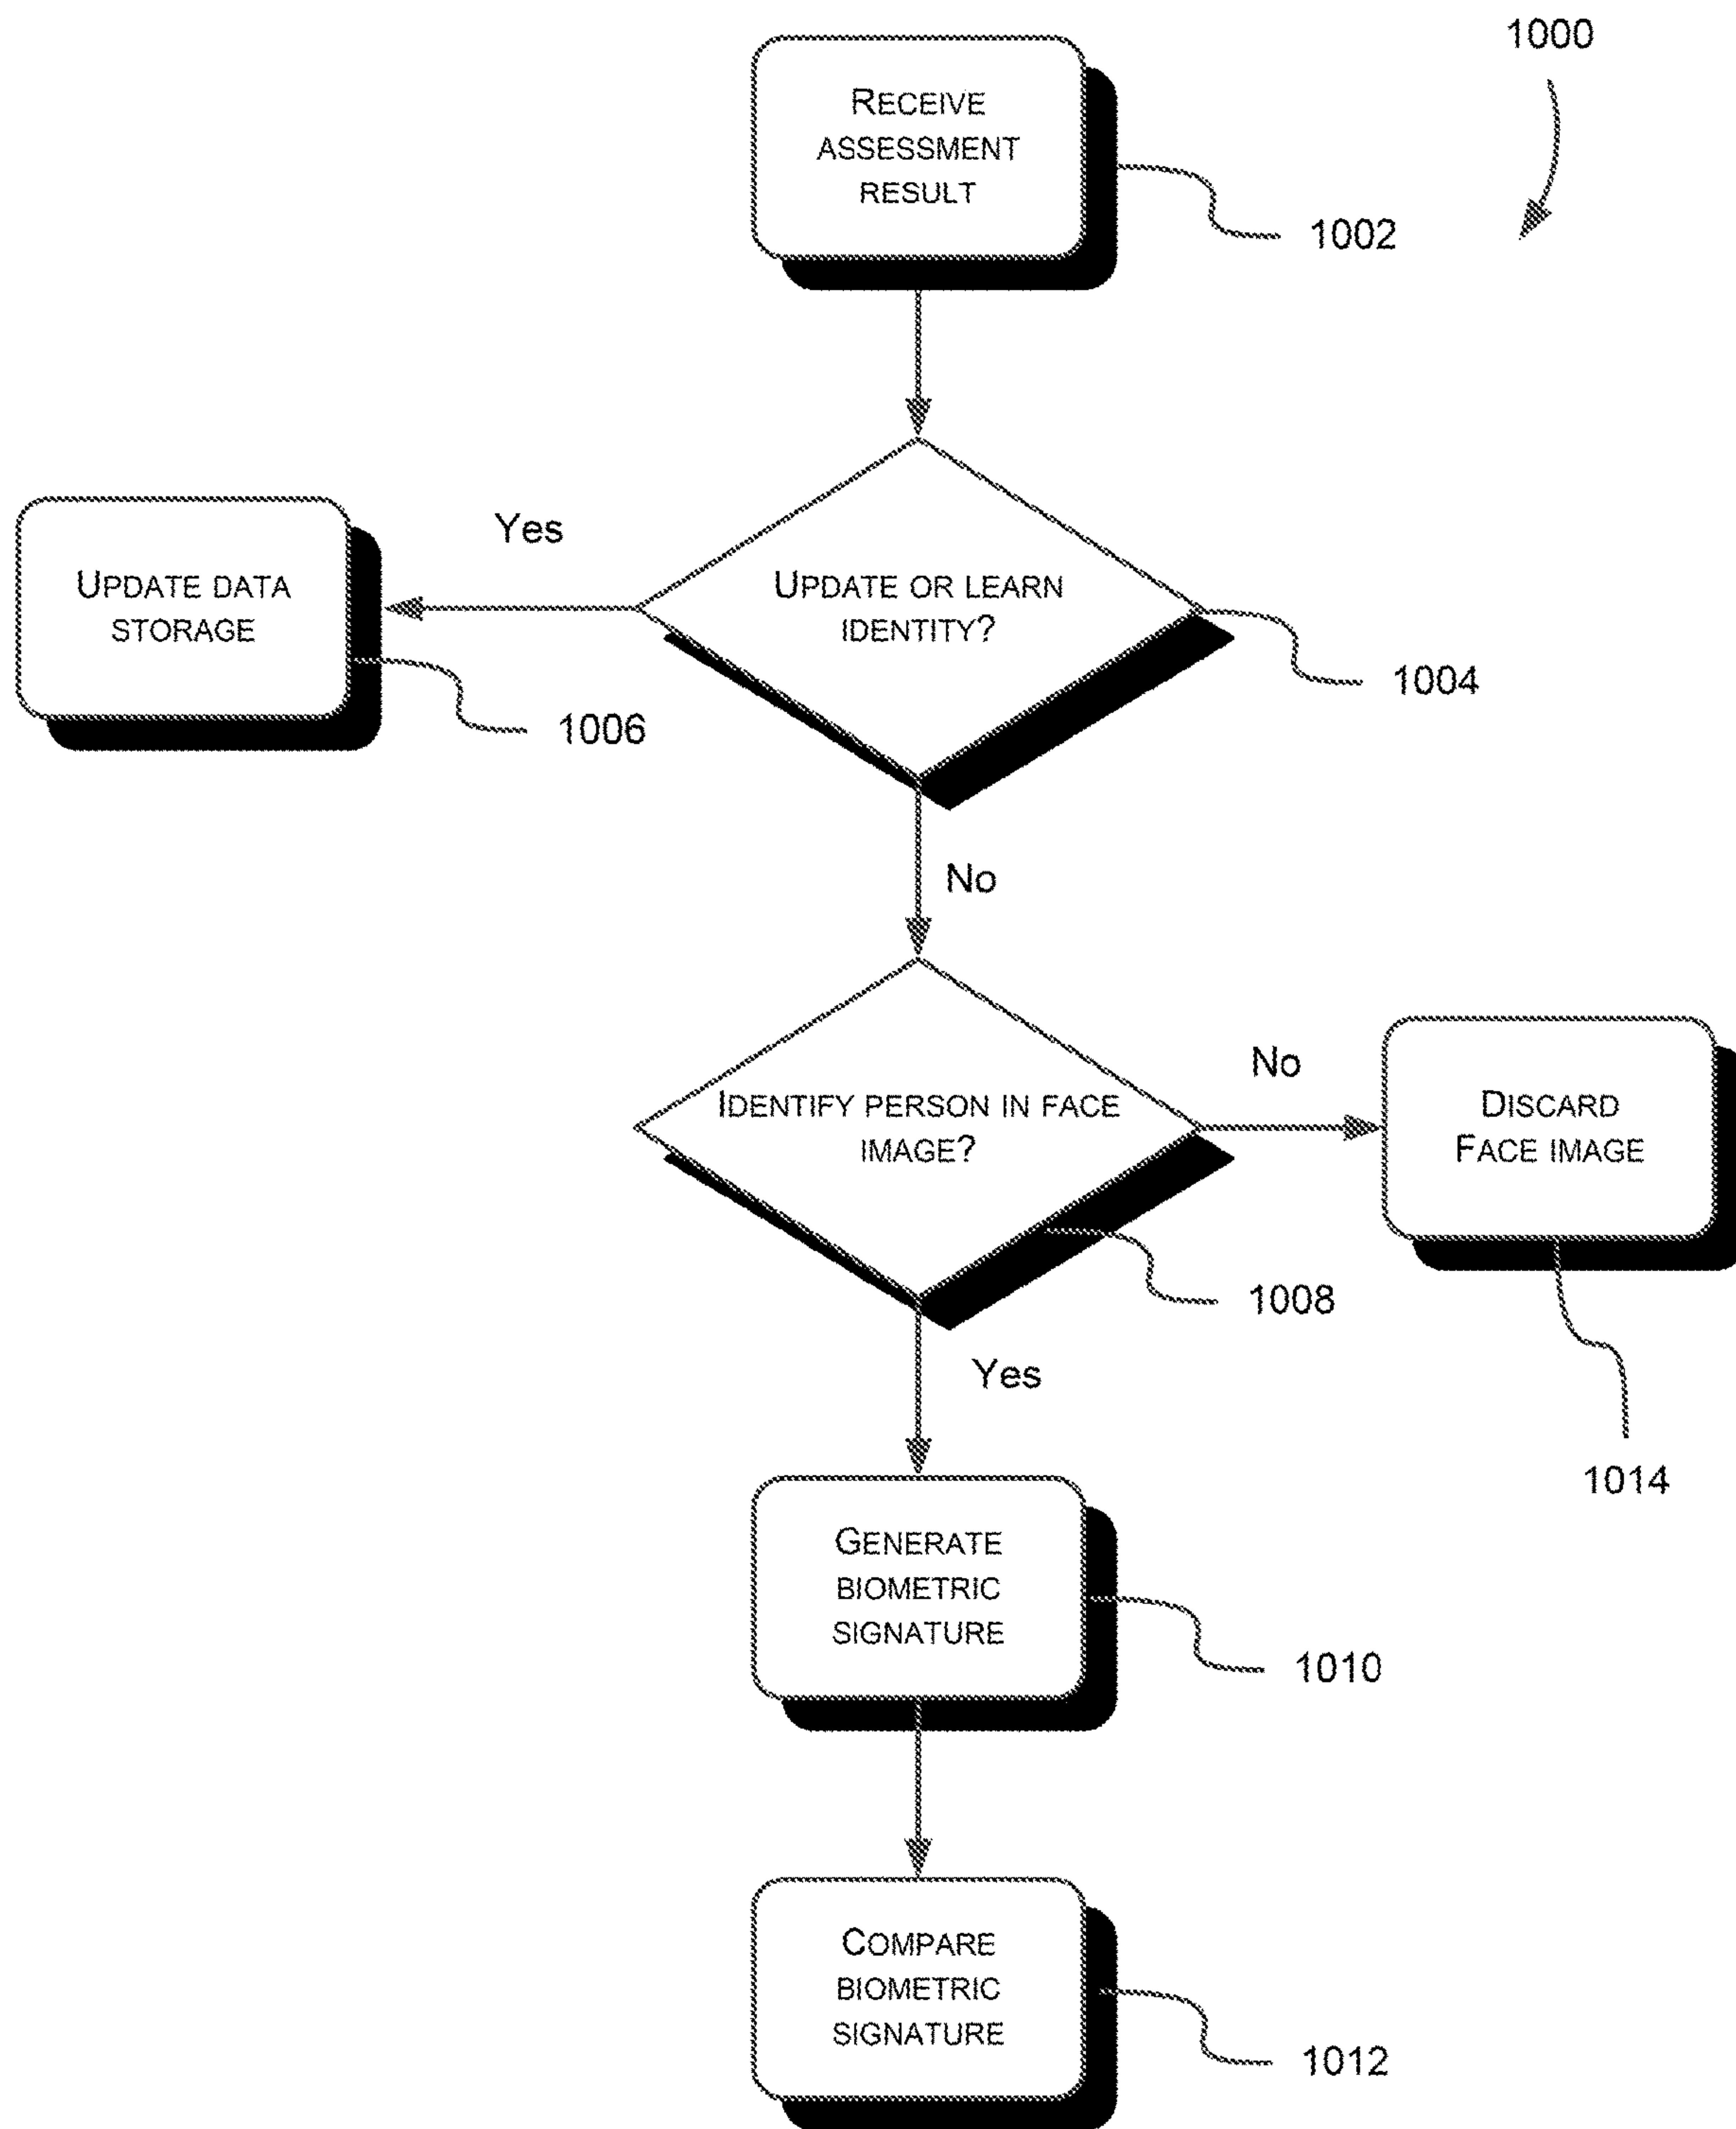 1000
RECEIVE
ASSESSMENT
RESULT
1002
Yes
UPDATE DATA
STORAGE
UPDATE OR LEARN
IDENTITY?
1004
1006
No
IDENTIFY PERSON IN FACE
IMAGE?
No
DISCARD
FACE IMAGE
1008
Yes
1014
GENERATE
BIOMETRIC
SIGNATURE
1010
COMPARE
BIOMETRIC
SIGNATURE
1012